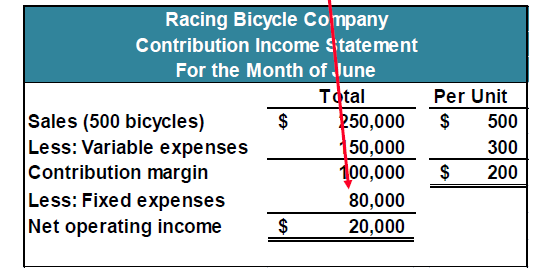 Racing Bicycle Company
Contribution Income Statement
For the Month of June
Total Per Unit
Sales (500 bicycles) $ 250,000 $ 500
Less: Variable expenses 150,000 300
Contribution margin 100,000 $ 200
Less: Fixed expenses 80,000
Net operating income $ 20,000